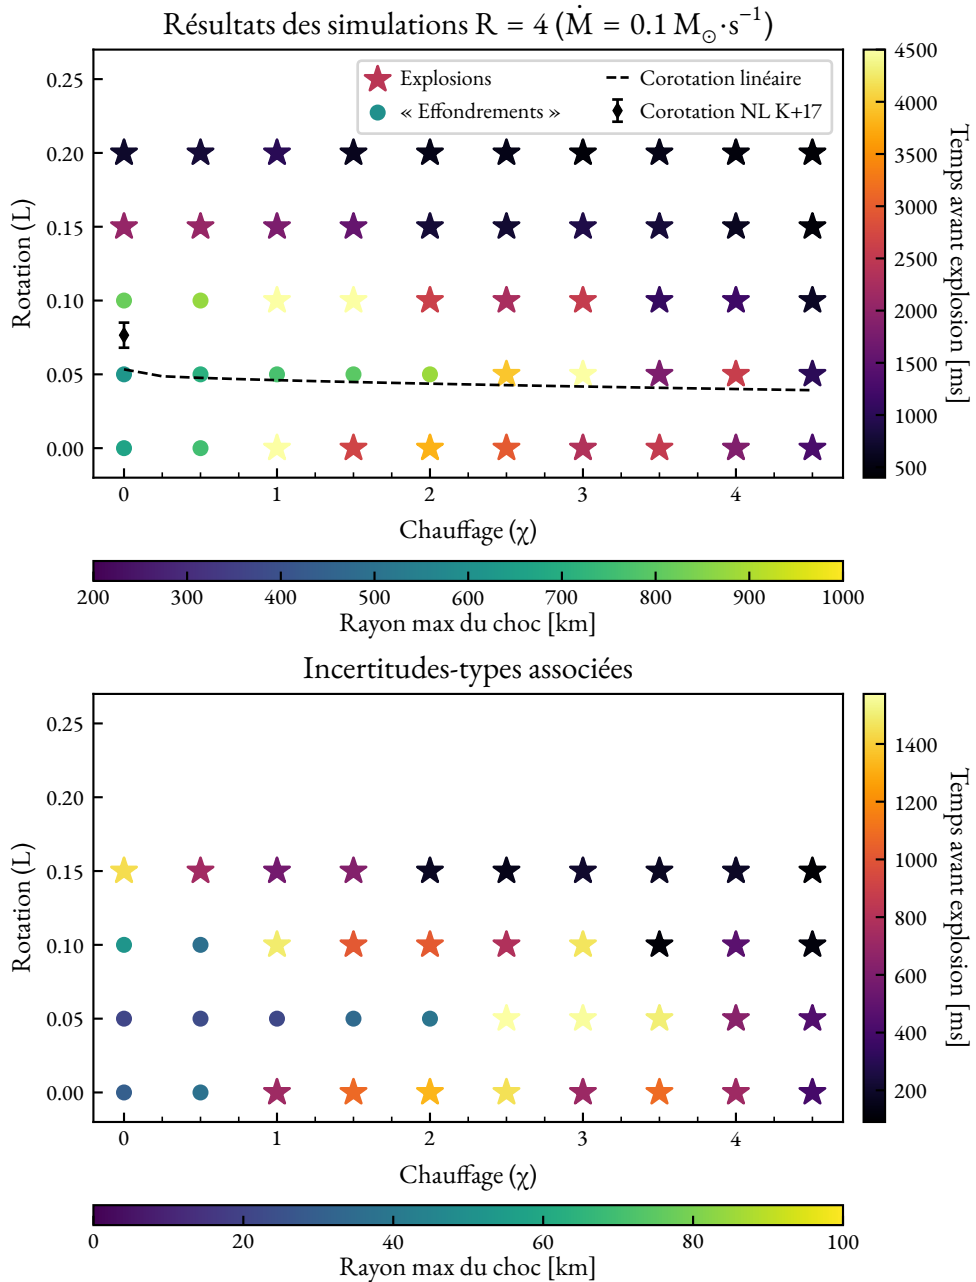 Résultats des simulations R = 4 (Ṁ = 0.1 M⊙·s⁻¹)
Explosions
« Effondrements »
Corotation linéaire
Corotation NL K+17
0.25
0.20
0.15
0.10
0.05
0.00
Rotation (L)
0 1 2 3 4
Chauffage (χ)
4500
4000
3500
3000
2500
2000
1500
1000
500
Temps avant explosion [ms]
200 300 400 500 600 700 800 900 1000
Rayon max du choc [km]
Incertitudes-types associées
0.25
0.20
0.15
0.10
0.05
0.00
Rotation (L)
0 1 2 3 4
Chauffage (χ)
1400
1200
1000
800
600
400
200
Temps avant explosion [ms]
0 20 40 60 80 100
Rayon max du choc [km]